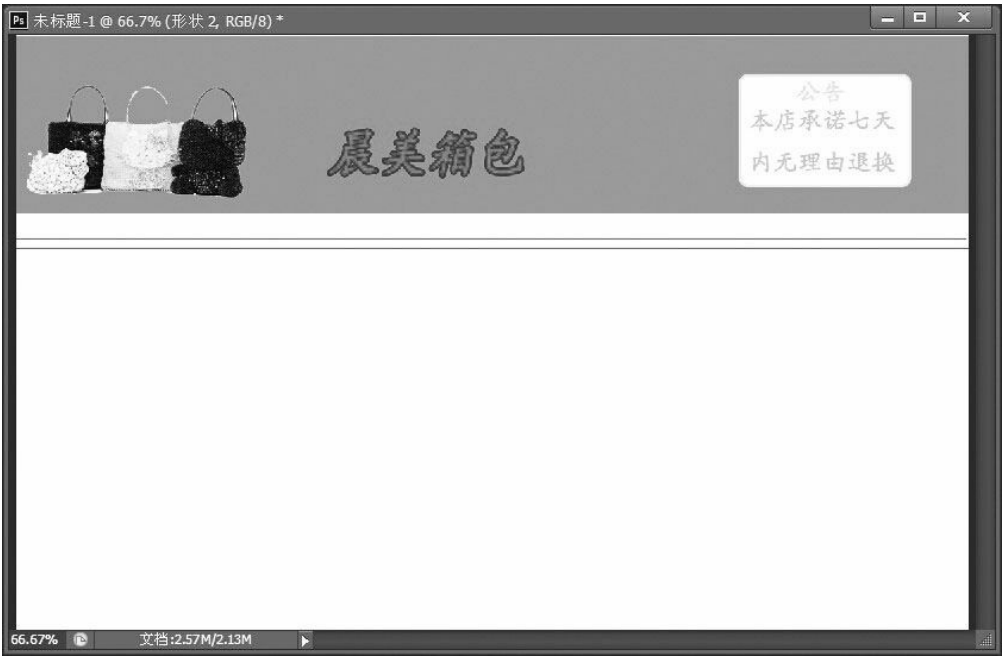 Ps 未标题-1 @ 66.7% (形状 2, RGB/8) *
晨美箱包
公告
本店承诺七天
内无理由退换
66.67% 文档:2.57M/2.13M